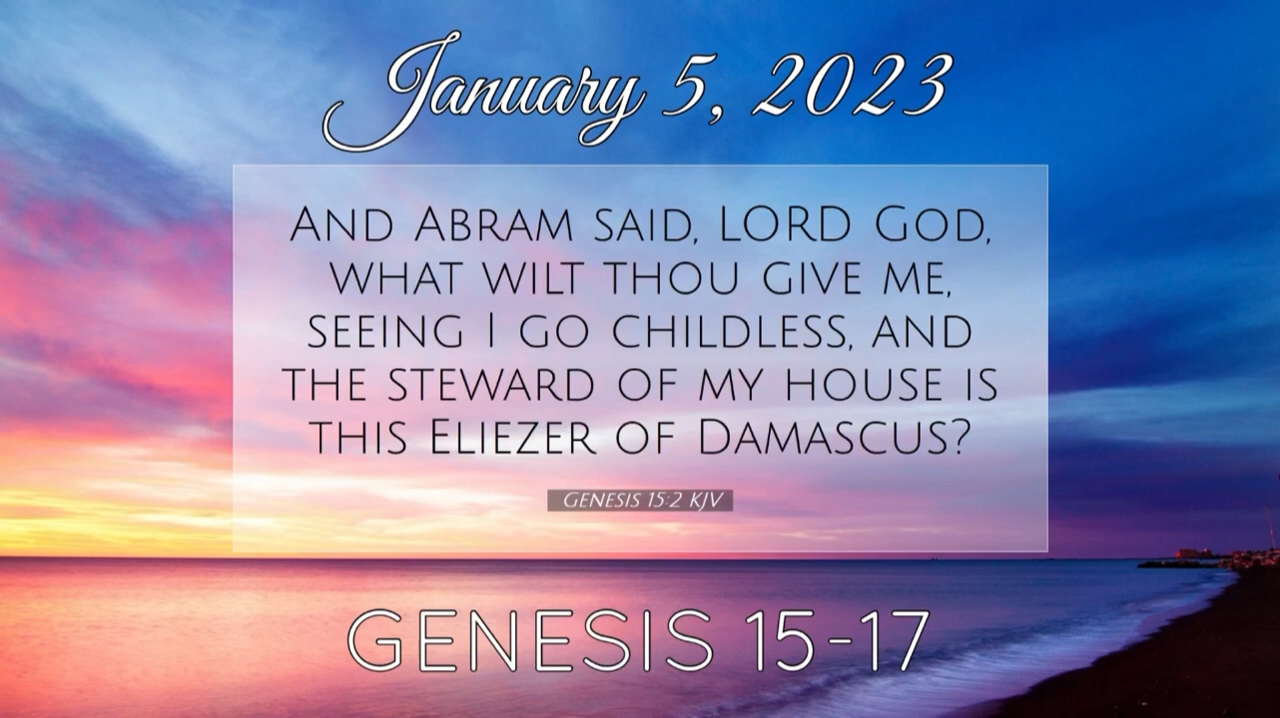 January 5, 2023
And Abram said, LORD God,
what wilt thou give me,
seeing I go childless, and
the steward of my house is
this Eliezer of Damascus?
GENESIS 15:2 KJV
GENESIS 15-17